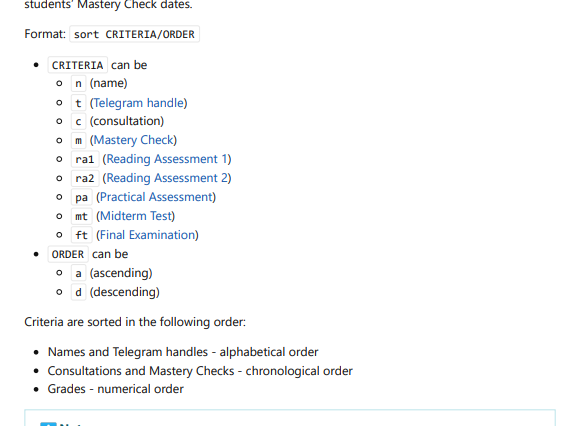 students' Mastery Check dates.
Format: sort CRITERIA/ORDER
CRITERIA can be
n (name)
t (Telegram handle)
c (consultation)
m (Mastery Check)
ra1 (Reading Assessment 1)
ra2 (Reading Assessment 2)
pa (Practical Assessment)
mt (Midterm Test)
ft (Final Examination)
ORDER can be
a (ascending)
d (descending)
Criteria are sorted in the following order:
Names and Telegram handles - alphabetical order
Consultations and Mastery Checks - chronological order
Grades - numerical order